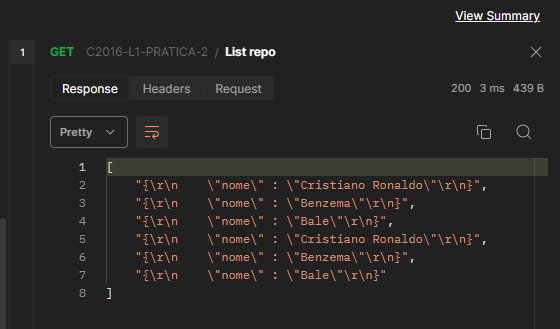 View Summary
1 GET C2016-L1-PRATICA-2 / List repo
Response Headers Request 200 3 ms 439 B
Pretty
1 [
2 "{\r\n    \"nome\" : \"Cristiano Ronaldo\"\r\n}",
3 "{\r\n    \"nome\" : \"Benzema\"\r\n}",
4 "{\r\n    \"nome\" : \"Bale\"\r\n}",
5 "{\r\n    \"nome\" : \"Cristiano Ronaldo\"\r\n}",
6 "{\r\n    \"nome\" : \"Benzema\"\r\n}",
7 "{\r\n    \"nome\" : \"Bale\"\r\n}"
8 ]